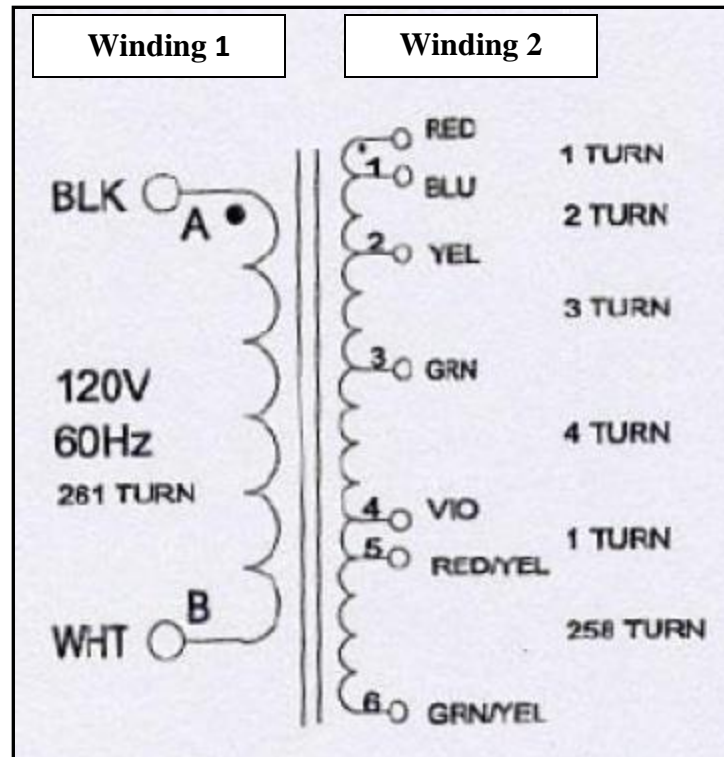 Winding 1
Winding 2
BLK
A
120V
60Hz
261 TURN
B
WHT
RED
1 TURN
1
BLU
2 TURN
2
YEL
3 TURN
3
GRN
4 TURN
4
VIO
1 TURN
5
RED/YEL
258 TURN
6
GRN/YEL